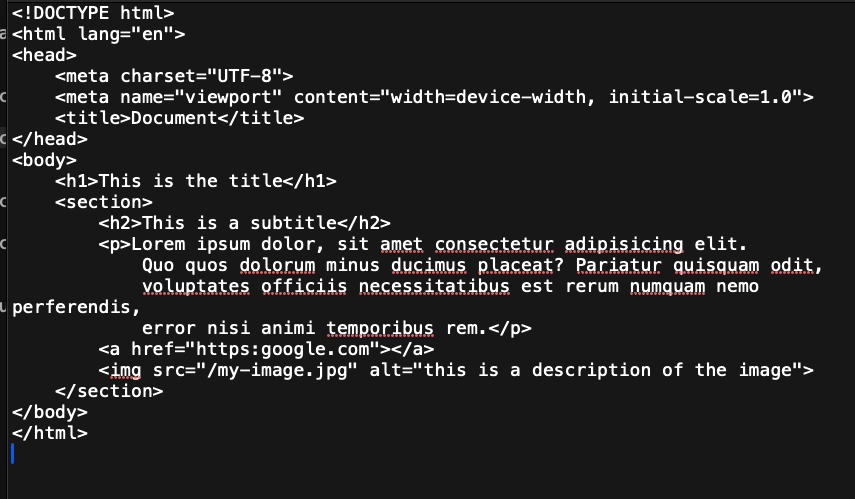 <!DOCTYPE html>
<html lang="en">
<head>
    <meta charset="UTF-8">
    <meta name="viewport" content="width=device-width, initial-scale=1.0">
    <title>Document</title>
</head>
<body>
    <h1>This is the title</h1>
    <section>
        <h2>This is a subtitle</h2>
        <p>Lorem ipsum dolor, sit amet consectetur adipisicing elit.
            Quo quos dolorum minus ducimus placeat? Pariatur quisquam odit,
            voluptates officiis necessitatibus est rerum numquam nemo
perferendis,
            error nisi animi temporibus rem.</p>
        <a href="https:google.com"></a>
        <img src="/my-image.jpg" alt="this is a description of the image">
    </section>
</body>
</html>